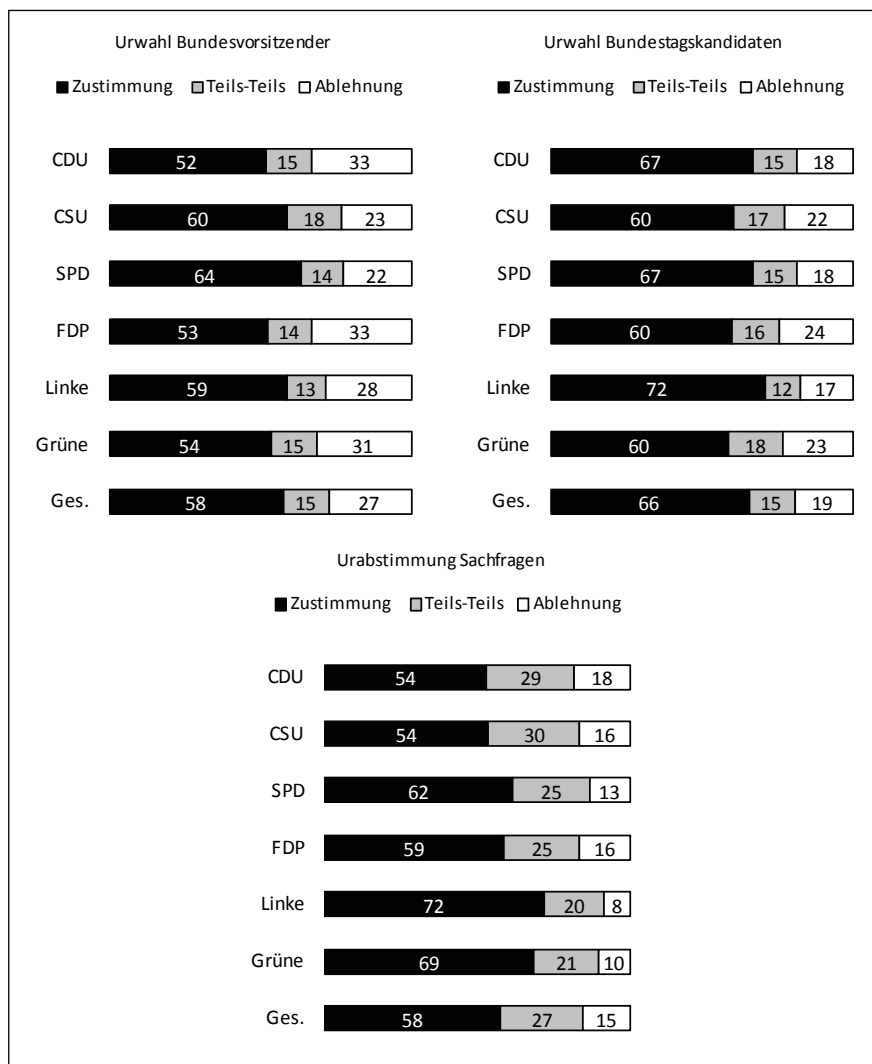 Urwahl Bundesvorsitzender
Zustimmung Teils-Teils Ablehnung
CDU 52 15 33
CSU 60 18 23
SPD 64 14 22
FDP 53 14 33
Linke 59 13 28
Grüne 54 15 31
Ges. 58 15 27
Urwahl Bundestagskandidaten
Zustimmung Teils-Teils Ablehnung
CDU 67 15 18
CSU 60 17 22
SPD 67 15 18
FDP 60 16 24
Linke 72 12 17
Grüne 60 18 23
Ges. 66 15 19
Urabstimmung Sachfragen
Zustimmung Teils-Teils Ablehnung
CDU 54 29 18
CSU 54 30 16
SPD 62 25 13
FDP 59 25 16
Linke 72 20 8
Grüne 69 21 10
Ges. 58 27 15